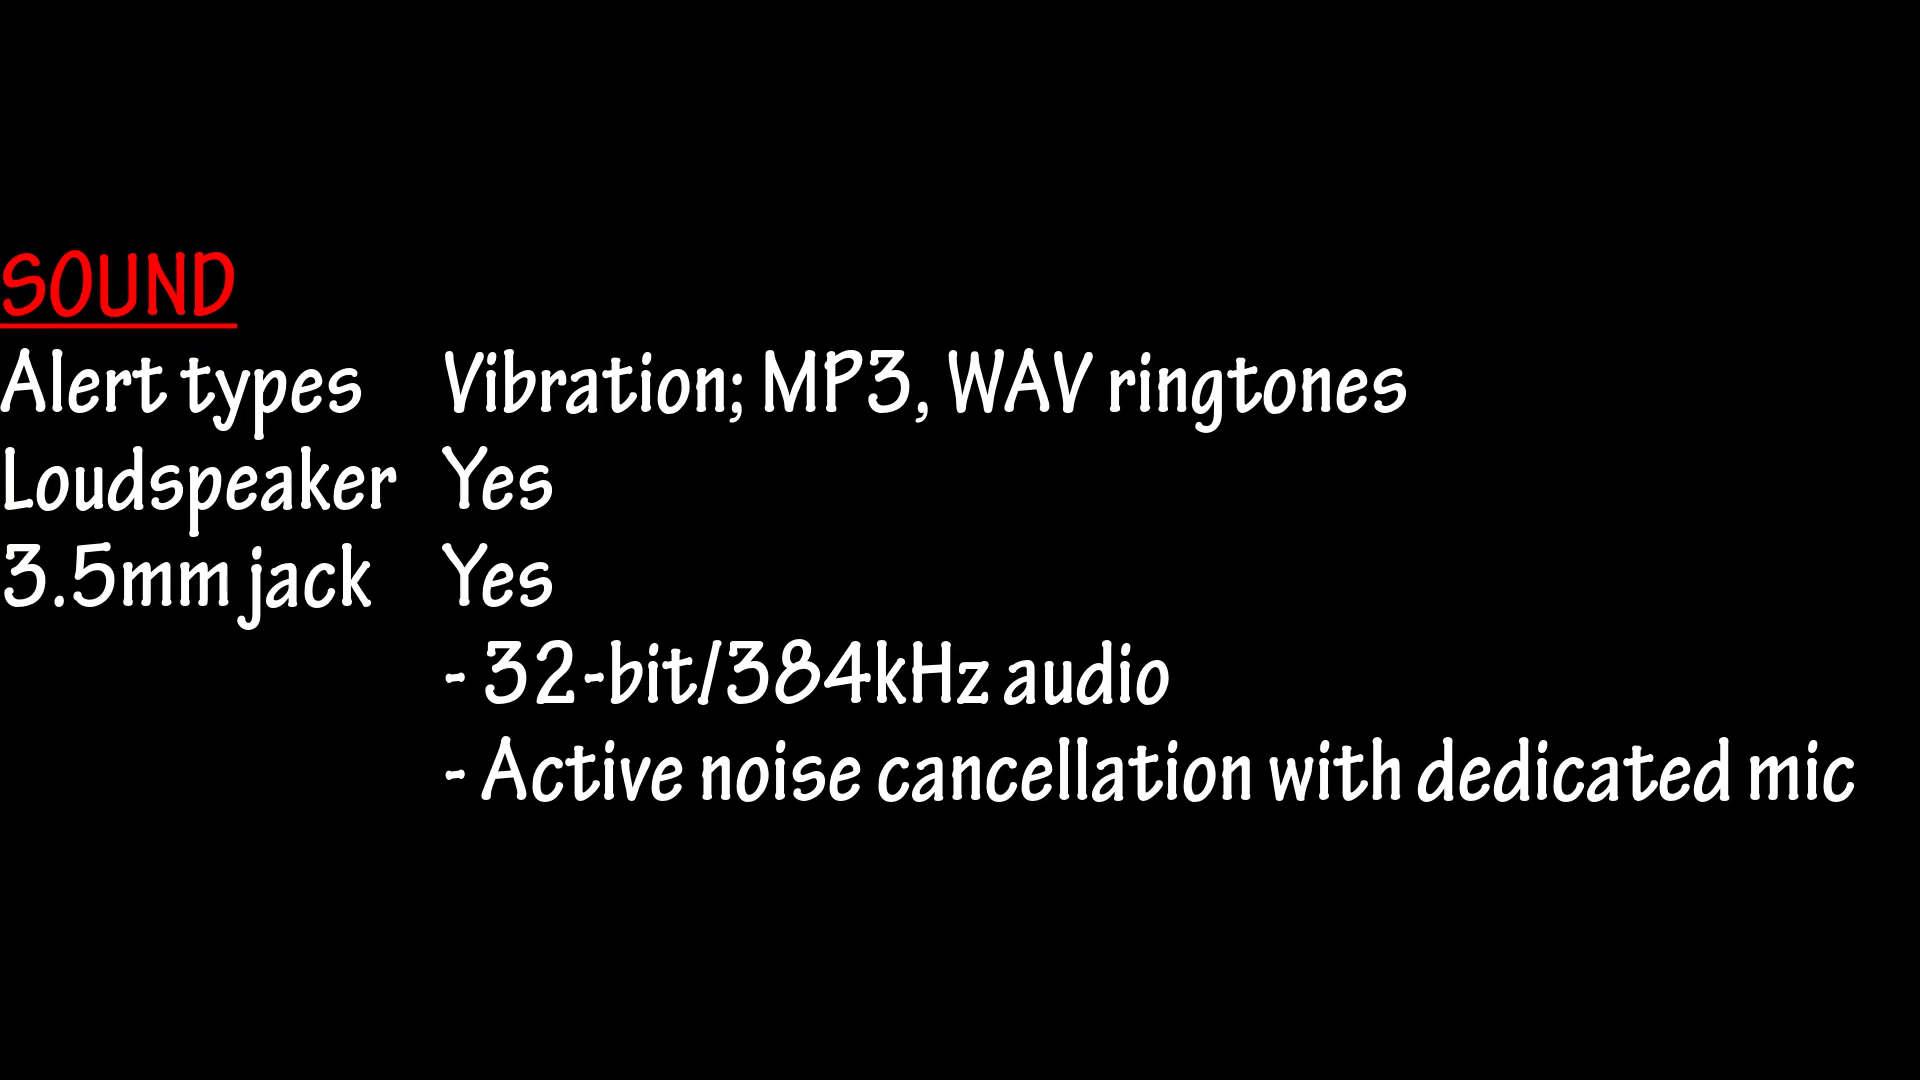 SOUND
Alert types Vibration; MP3, WAV ringtones
Loudspeaker Yes
3.5mm jack Yes
- 32-bit/384kHz audio
- Active noise cancellation with dedicated mic